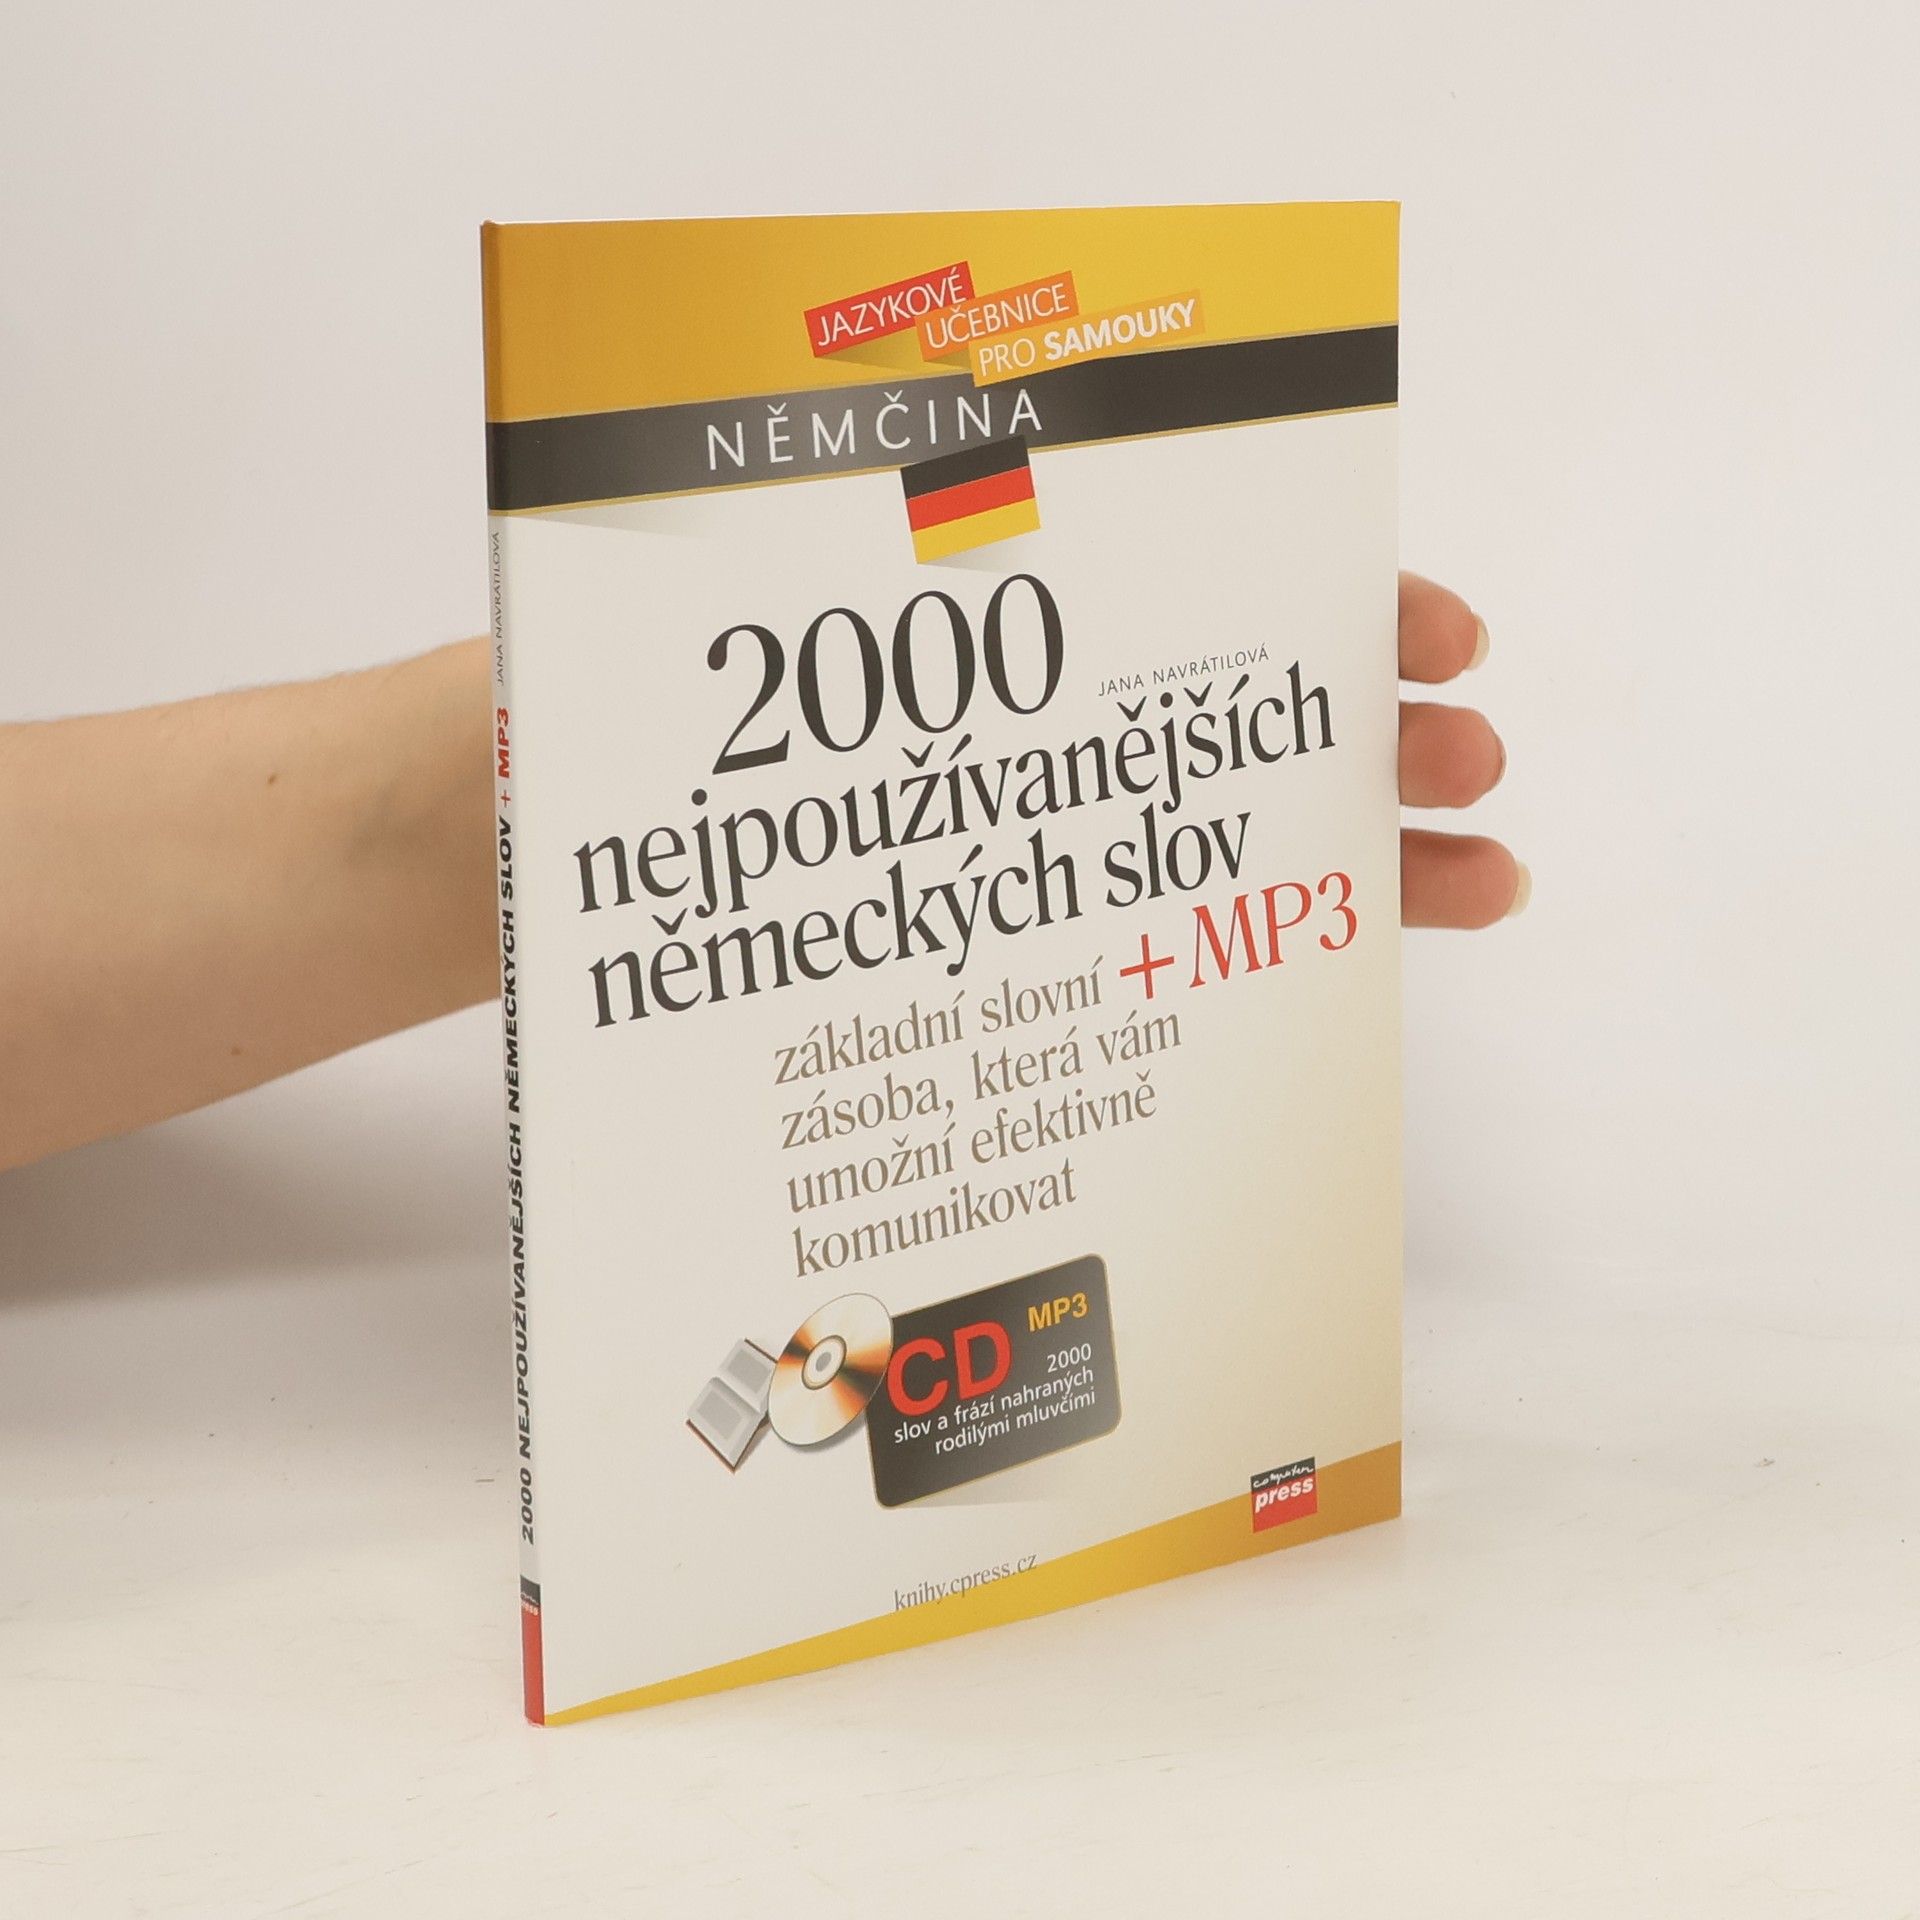 JAZYKOVÉ
UČEBNICE
PRO SAMOUKY
NĚMČINA
2000
JANA NAVRÁTILOVÁ
nejpoužívanějších
německých slov
+ MP3
základní slovní
zásoba, která vám
umožní efektivně
komunikovat
CD MP3
2000
slov a frází nahraných
rodilými mluvčími
computer
press
knihy.cpress.cz
2000 NEJPOUŽÍVANĚJŠÍCH NĚMECKÝCH SLOV + MP3 JANA NAVRÁTILOVÁ
computer
press